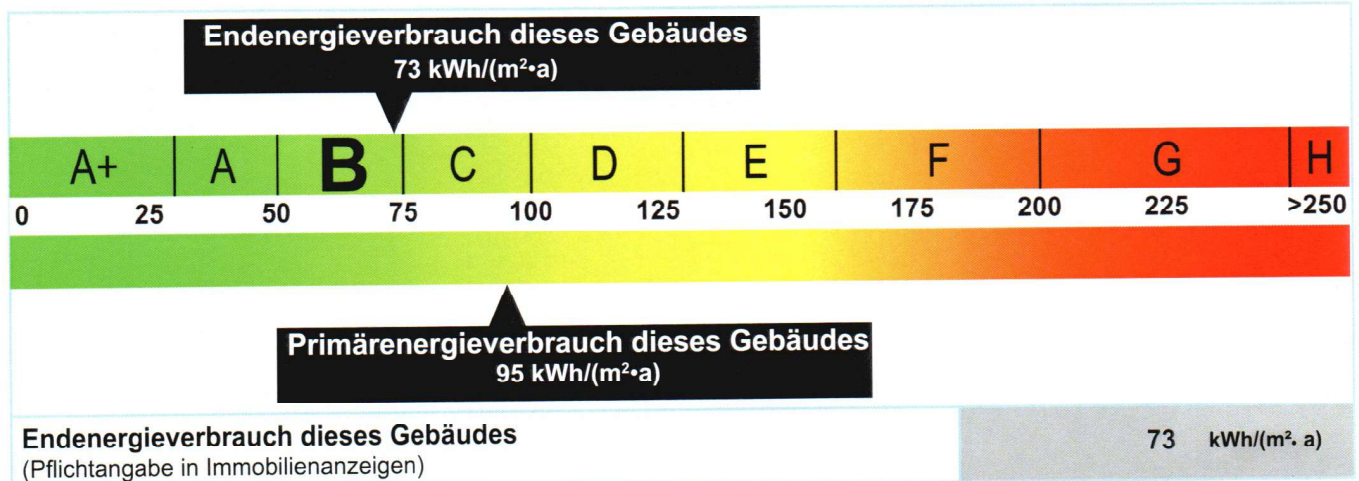 Endenergieverbrauch dieses Gebäudes
73 kWh/(m²•a)
A+ A B C D E F G H
0 25 50 75 100 125 150 175 200 225 >250
Primärenergieverbrauch dieses Gebäudes
95 kWh/(m²•a)
Endenergieverbrauch dieses Gebäudes 73 kWh/(m². a)
(Pflichtangabe in Immobilienanzeigen)